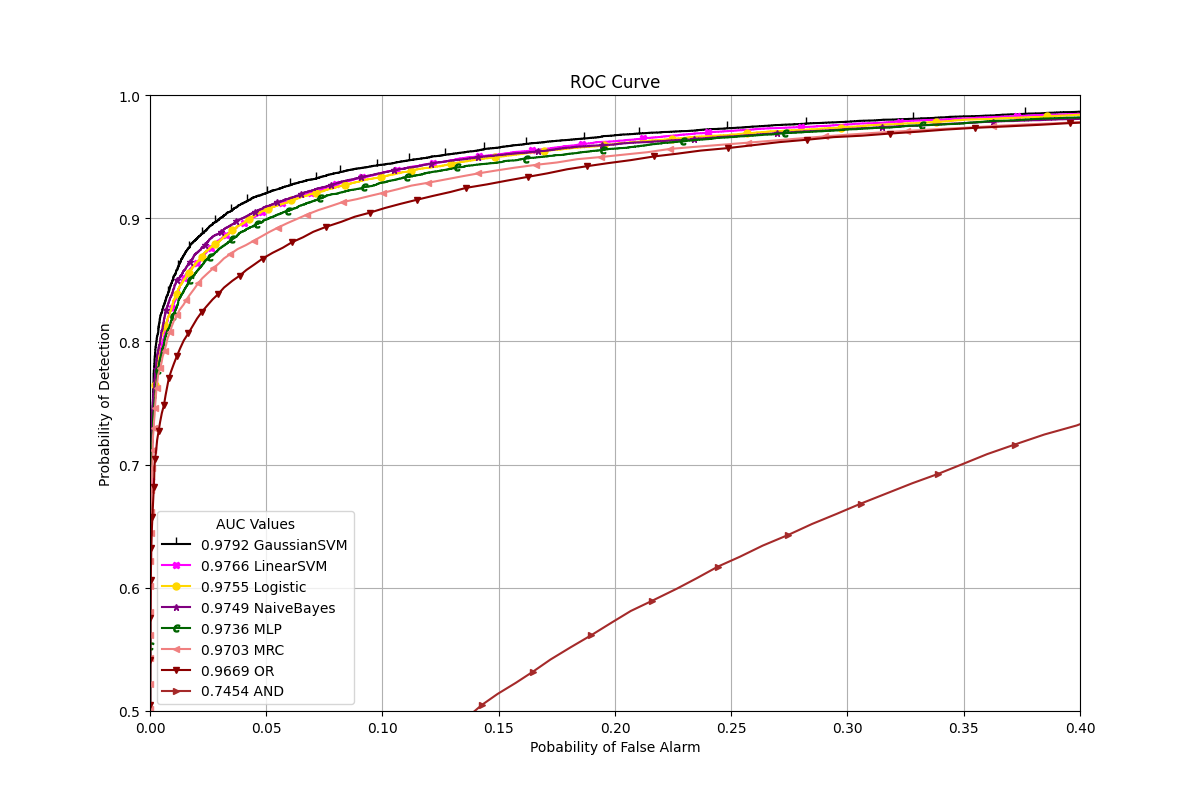 ROC Curve
1.0
0.9
0.8
0.7
0.6
0.5
Probability of Detection
AUC Values
0.9792 GaussianSVM
0.9766 LinearSVM
0.9755 Logistic
0.9749 NaiveBayes
0.9736 MLP
0.9703 MRC
0.9669 OR
0.7454 AND
0.00 0.05 0.10 0.15 0.20 0.25 0.30 0.35 0.40
Pobability of False Alarm